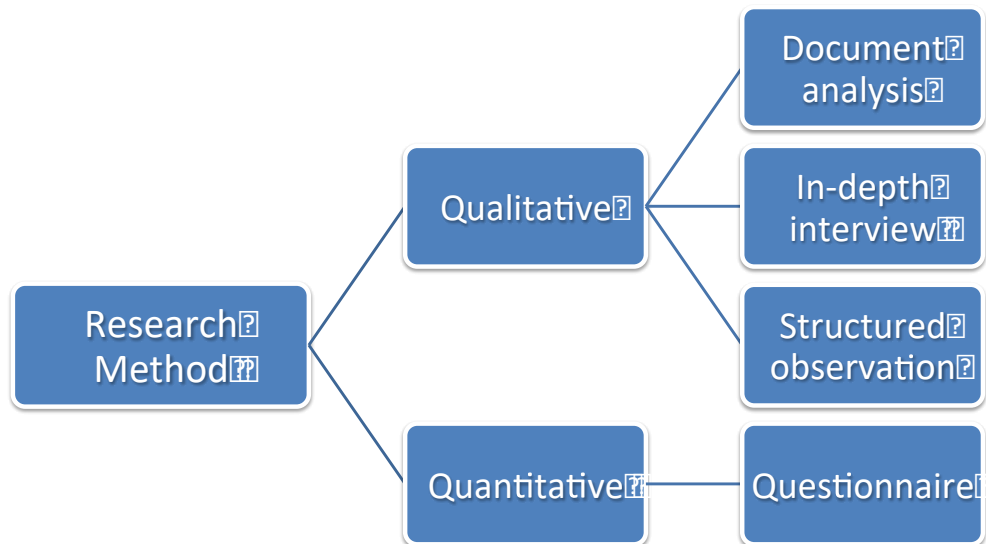 Document
analysis
In-depth
interview
Qualitative
Structured
observation
Research
Method
Quantitative
Questionnaire